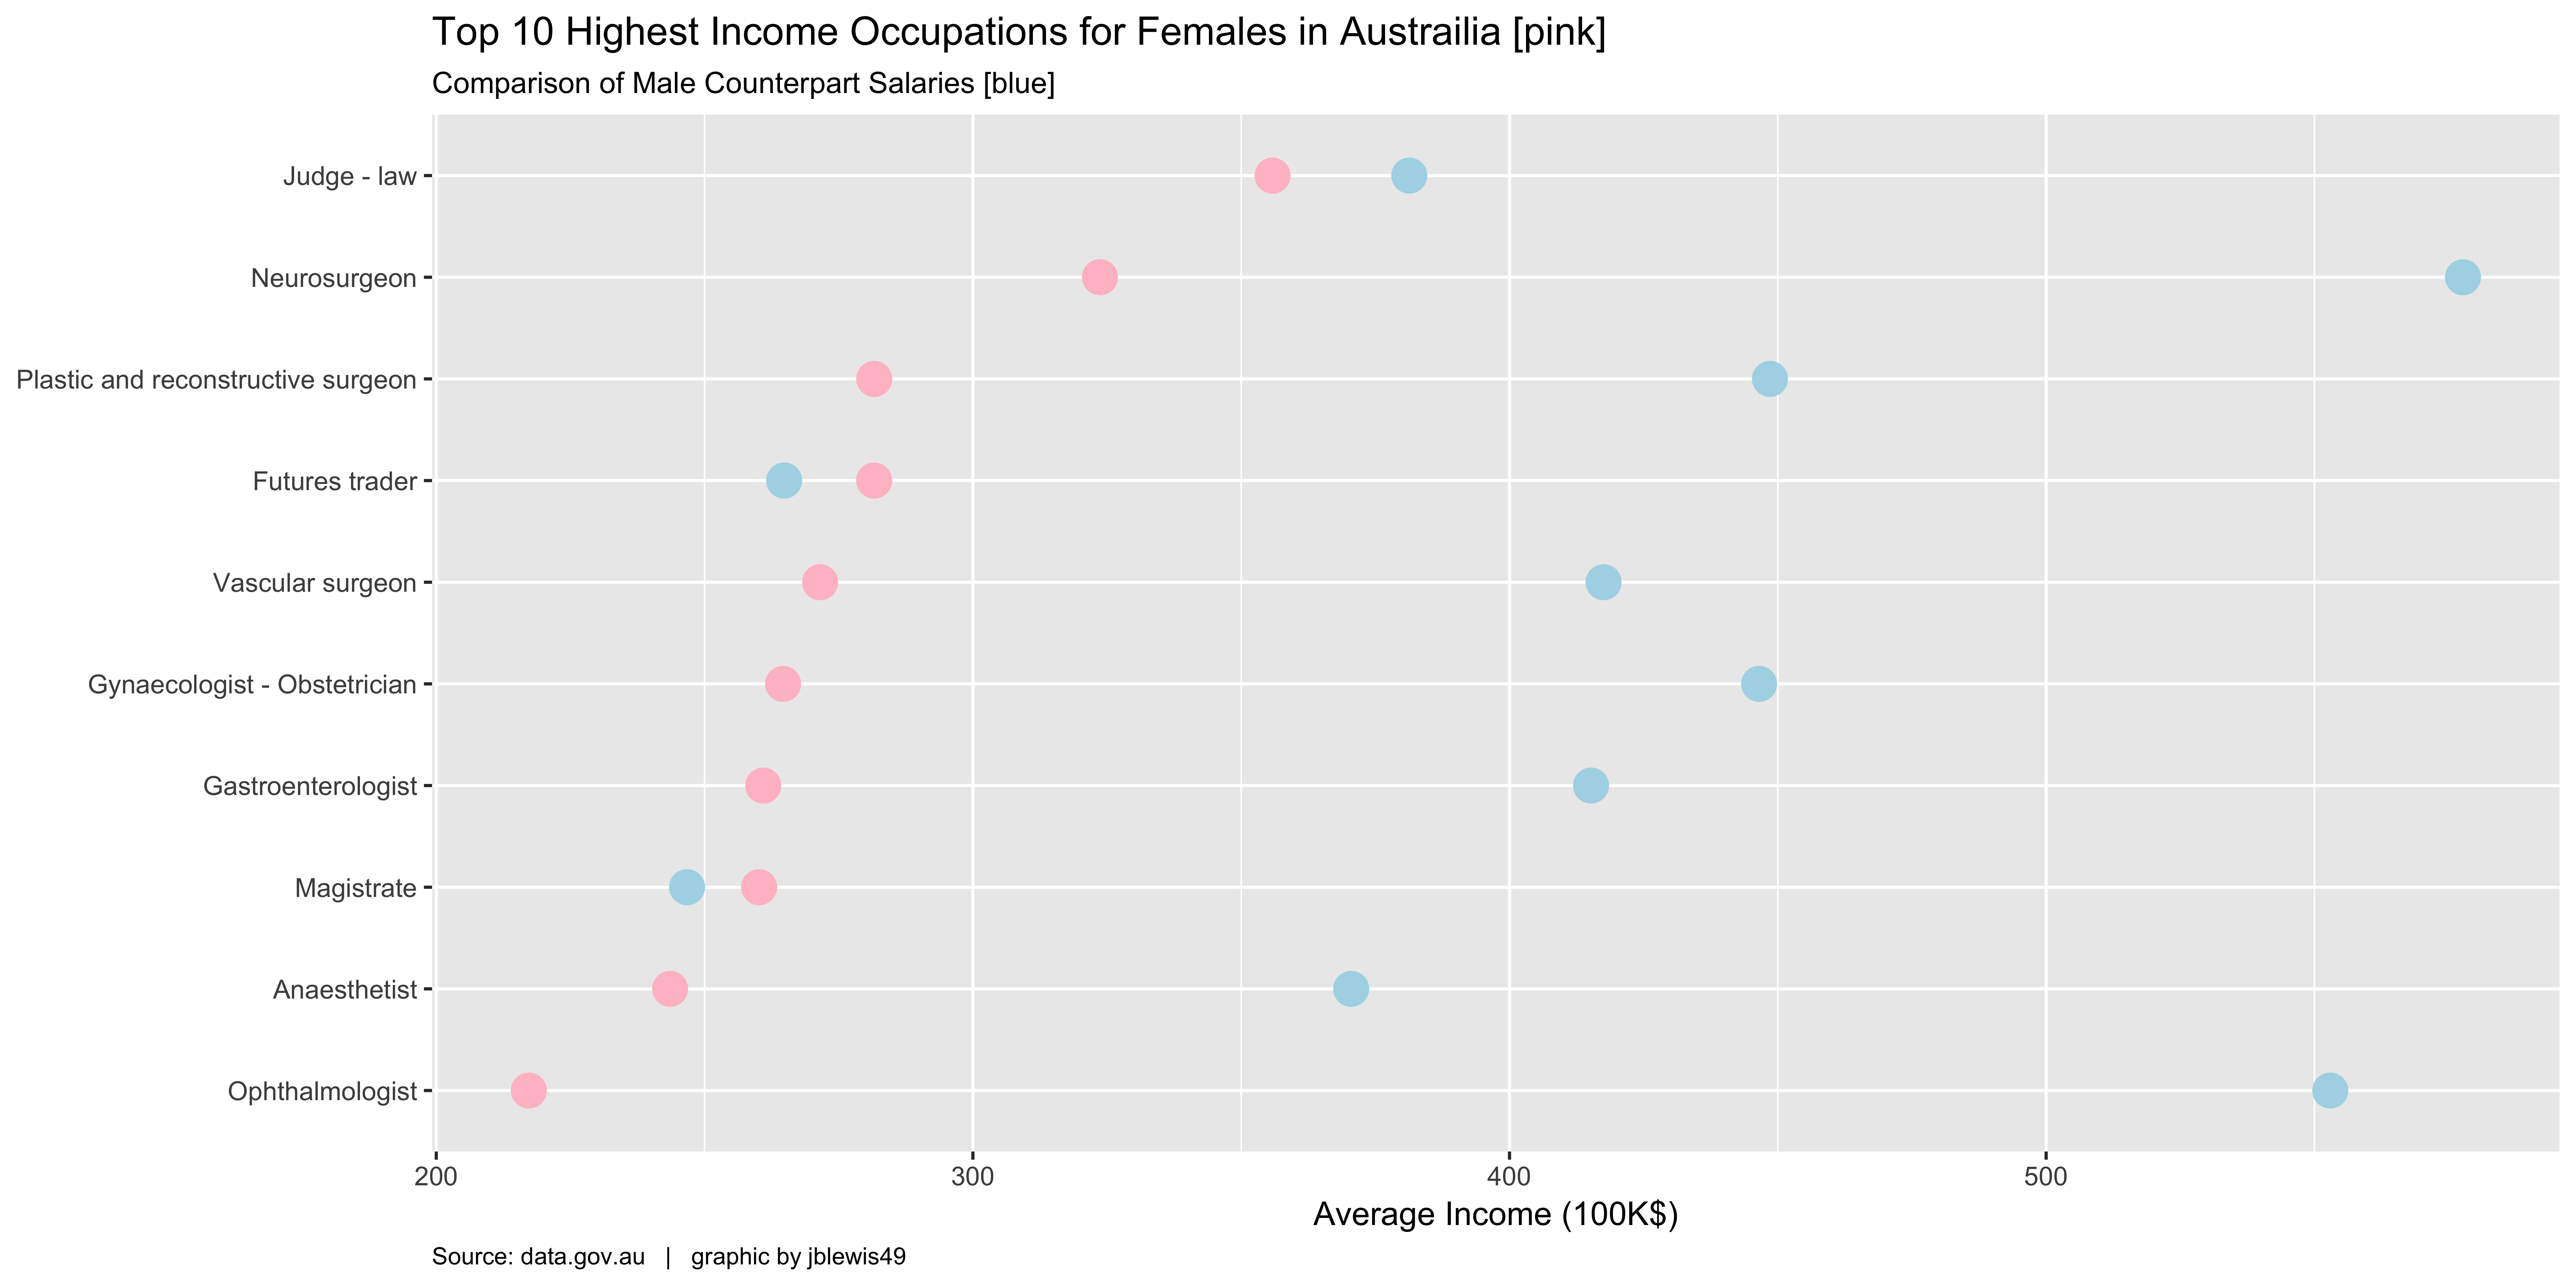 Top 10 Highest Income Occupations for Females in Austrailia [pink]
Comparison of Male Counterpart Salaries [blue]
Judge - law
Neurosurgeon
Plastic and reconstructive surgeon
Futures trader
Vascular surgeon
Gynaecologist - Obstetrician
Gastroenterologist
Magistrate
Anaesthetist
Ophthalmologist
200 300 400 500
Average Income (100K$)
Source: data.gov.au | graphic by jblewis49